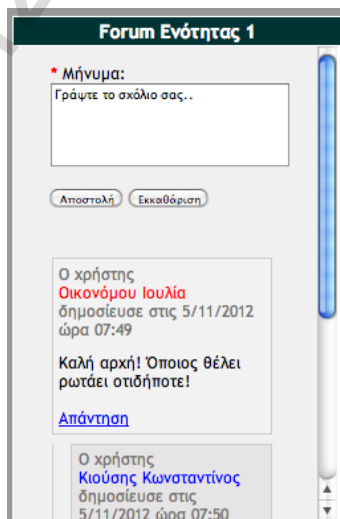 Forum Ενότητας 1
* Μήνυμα:
Γράψτε το σχόλιο σας..
Αποστολή Εκκαθάριση
Ο χρήστης
Οικονόμου Ιουλία
δημοσίευσε στις 5/11/2012
ώρα 07:49
Καλή αρχή! Όποιος θέλει
ρωτάει οτιδήποτε!
Απάντηση
Ο χρήστης
Κιούσης Κωνσταντίνος
δημοσίευσε στις
5/11/2012 ώρα 07:50